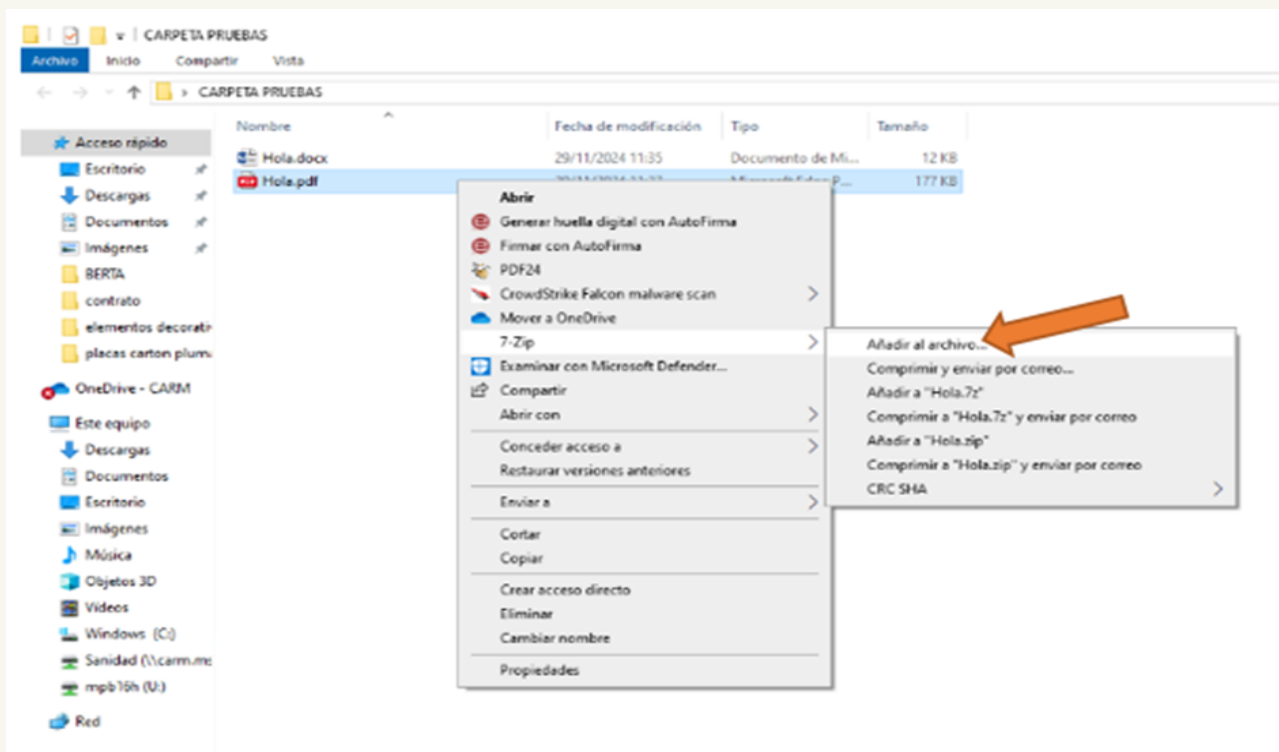 CARPETA PRUEBAS
Archivo Inicio Compartir Vista
CARPETA PRUEBAS
Nombre Fecha de modificación Tipo Tamaño
Acceso rápido
Escritorio
Descargas
Documentos
Imágenes
BERTA
contrato
elementos decorati
placas carton plum
OneDrive - CARM
Este equipo
Descargas
Documentos
Escritorio
Imágenes
Música
Objetos 3D
Vídeos
Windows (C:)
Sanidad (\\carm.ms
mpb16h (U:)
Red
Hola.docx 29/11/2024 11:35 Documento de Mi... 12 KB
Hola.pdf 177 KB
Abrir
Generar huella digital con AutoFirma
Firmar con AutoFirma
PDF24
CrowdStrike Falcon malware scan
Mover a OneDrive
7-Zip
Examinar con Microsoft Defender...
Compartir
Abrir con
Conceder acceso a
Restaurar versiones anteriores
Enviar a
Cortar
Copiar
Crear acceso directo
Eliminar
Cambiar nombre
Propiedades
Añadir al archivo...
Comprimir y enviar por correo...
Añadir a "Hola.7z"
Comprimir a "Hola.7z" y enviar por correo
Añadir a "Hola.zip"
Comprimir a "Hola.zip" y enviar por correo
CRC SHA